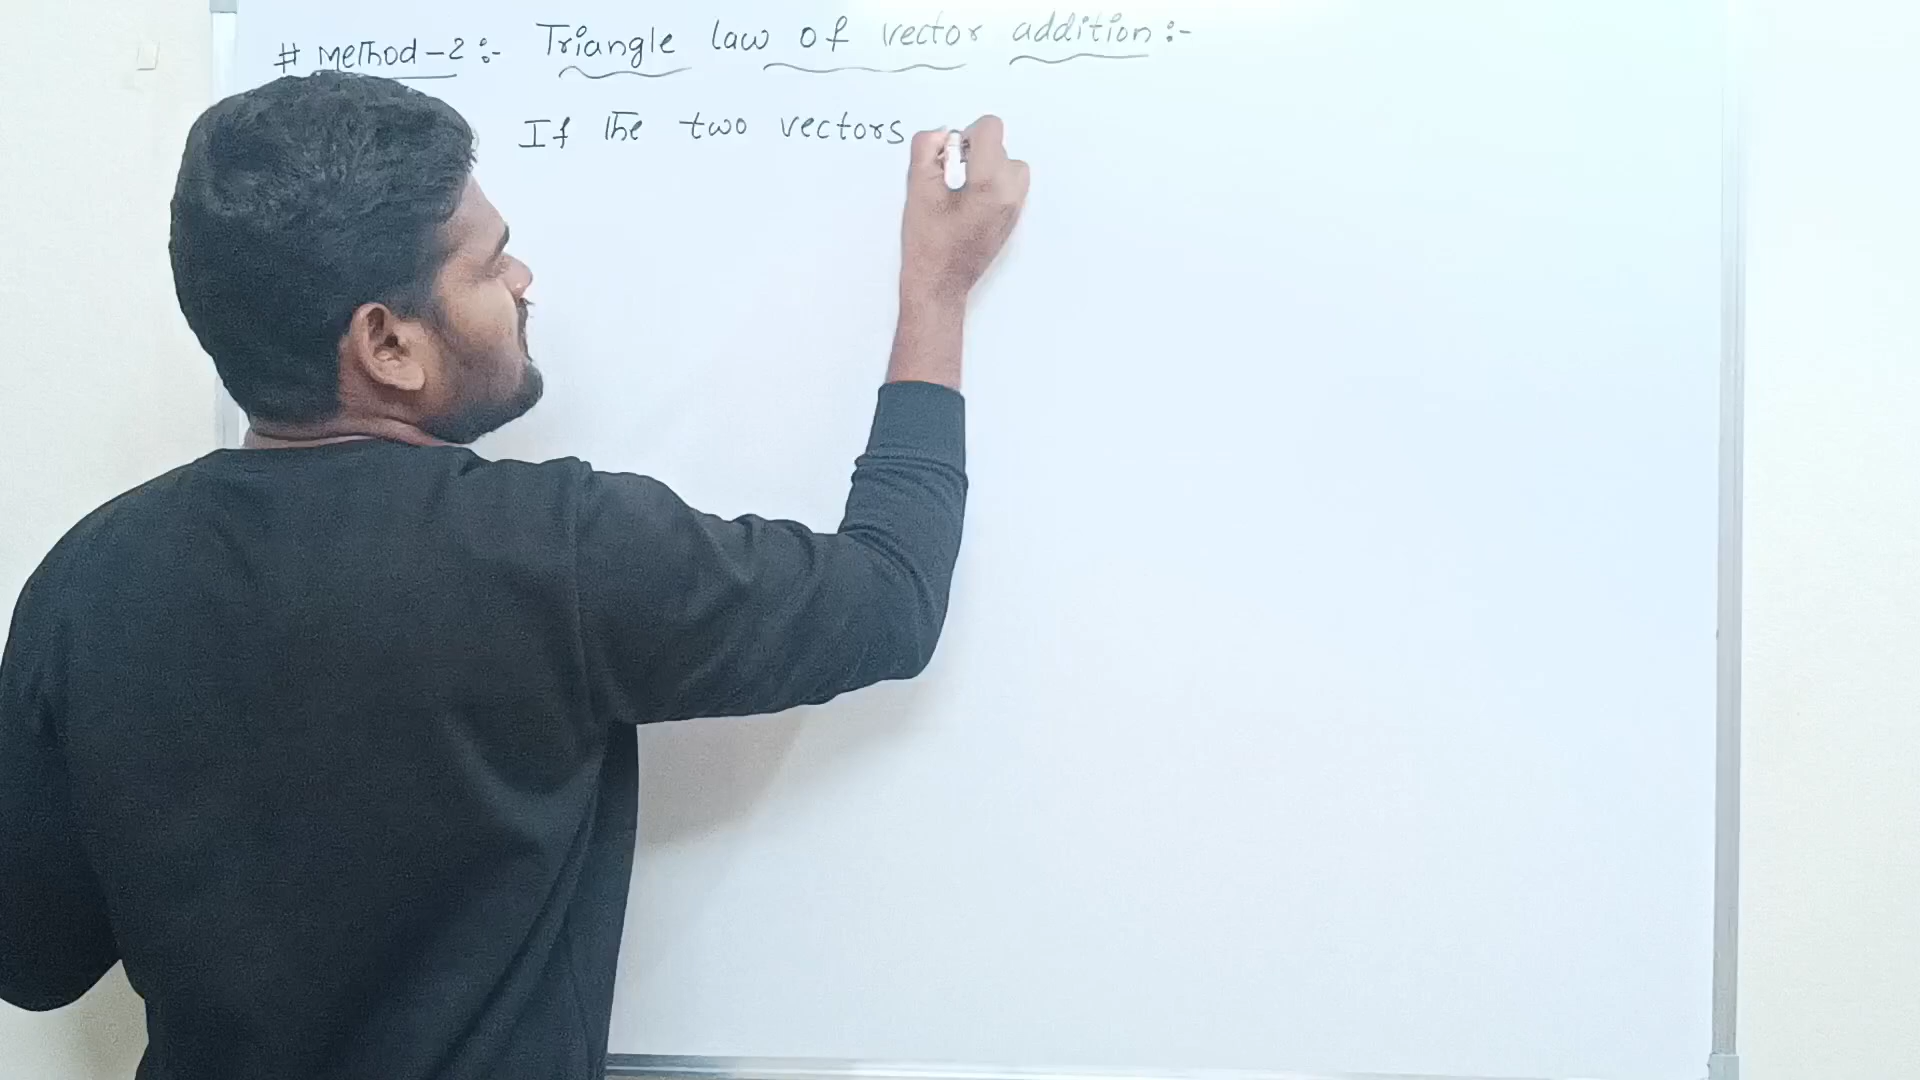 # Method-2:- Triangle law of vector addition:-
If the two vectors